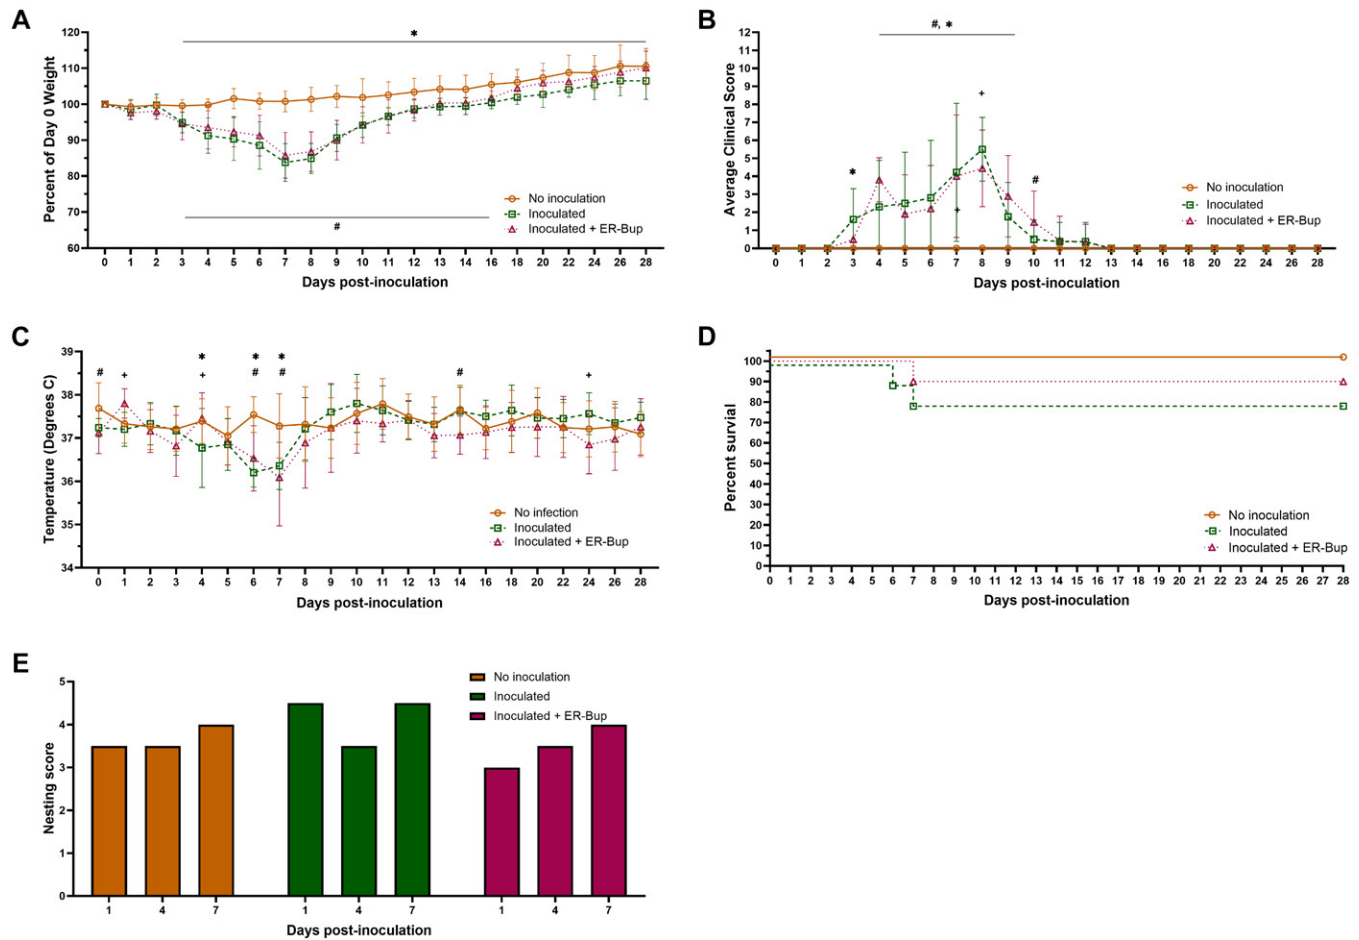 A
120
110
100
90
80
70
60
Percent of Day 0 Weight
*
#
No inoculation
Inoculated
Inoculated + ER-Bup
0 1 2 3 4 5 6 7 8 9 10 11 12 13 14 16 18 20 22 24 26 28
Days post-inoculation
B
#, *
12
11
10
9
8
7
6
5
4
3
2
1
0
Average Clinical Score
*
+
+
#
No inoculation
Inoculated
Inoculated + ER-Bup
0 1 2 3 4 5 6 7 8 9 10 11 12 13 14 16 18 20 22 24 26 28
Days post-inoculation
C
39
38
37
36
35
34
Temperature (Degrees C)
* * *
# + + # # # +
No infection
Inoculated
Inoculated + ER-Bup
0 1 2 3 4 5 6 7 8 9 10 11 12 13 14 16 18 20 22 24 26 28
Days post-inoculation
D
100
90
80
70
60
50
40
30
20
10
0
Percent survial
No inoculation
Inoculated
Inoculated + ER-Bup
0 1 2 3 4 5 6 7 8 9 10 11 12 13 14 15 16 17 18 19 20 21 22 23 24 25 26 27 28
Days post-inoculation
E
5
4
3
2
1
0
Nesting score
No inoculation
Inoculated
Inoculated + ER-Bup
1 4 7 1 4 7 1 4 7
Days post-inoculation